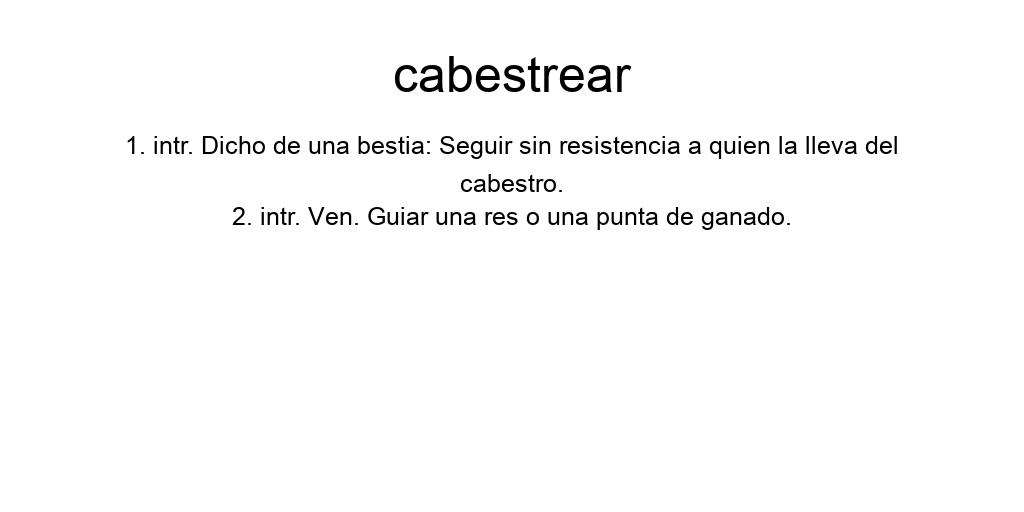 cabestrear
1. intr. Dicho de una bestia: Seguir sin resistencia a quien la lleva del
cabestro.
2. intr. Ven. Guiar una res o una punta de ganado.